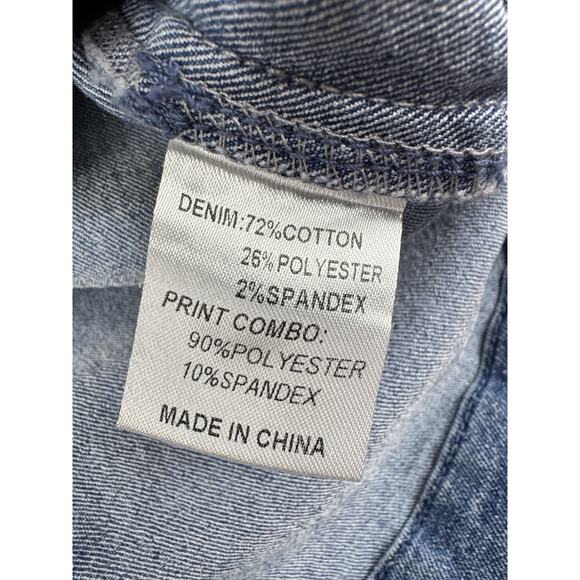 DENIM:72%COTTON
26%POLYESTER
2%SPANDEX
PRINT COMBO:
90%POLYESTER
10%SPANDEX
MADE IN CHINA